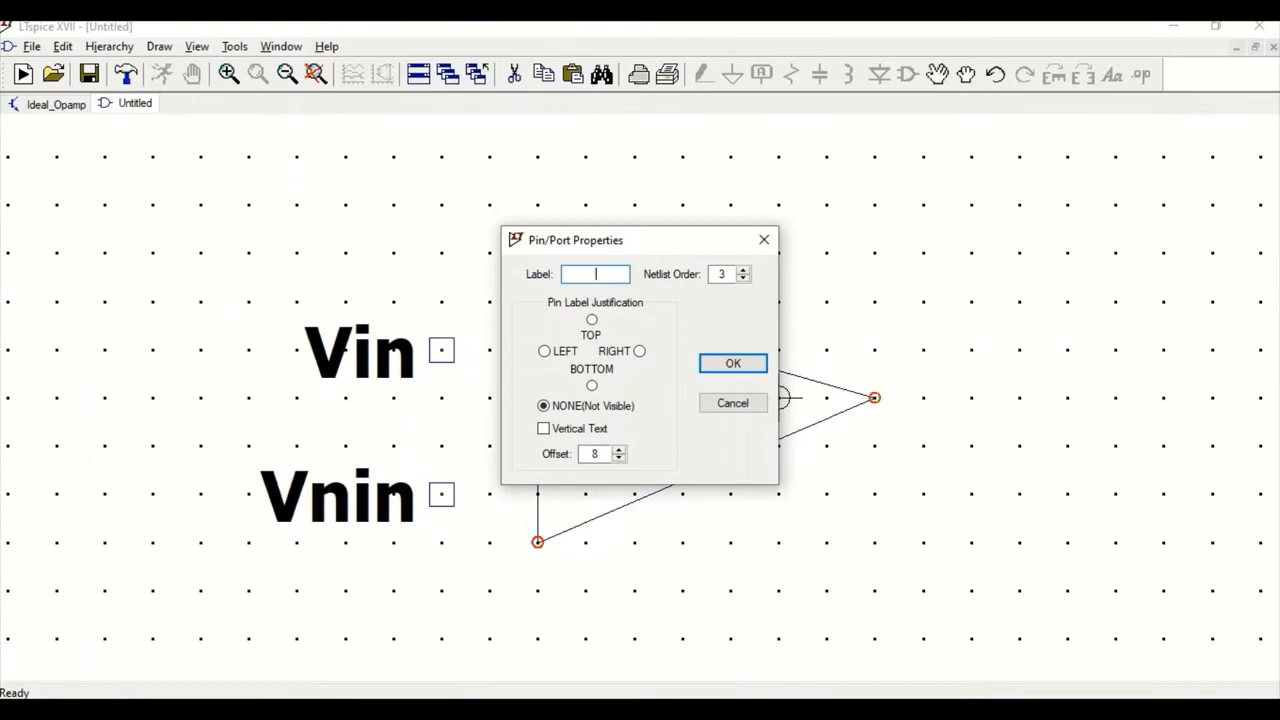 LTspice XVII - [Untitled]
File Edit Hierarchy Draw View Tools Window Help
Aa .op
Ideal_Opamp Untitled
Pin/Port Properties
Label: Netlist Order: 3
Pin Label Justification
TOP
LEFT RIGHT
BOTTOM
NONE(Not Visible)
Vertical Text
Offset: 8
OK
Cancel
Vin
Vnin
Ready